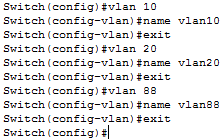 Switch(config)#vlan 10
Switch(config-vlan)#name vlan10
Switch(config-vlan)#exit
Switch(config)#vlan 20
Switch(config-vlan)#name vlan20
Switch(config-vlan)#exit
Switch(config)#vlan 88
Switch(config-vlan)#name vlan88
Switch(config-vlan)#exit
Switch(config)#